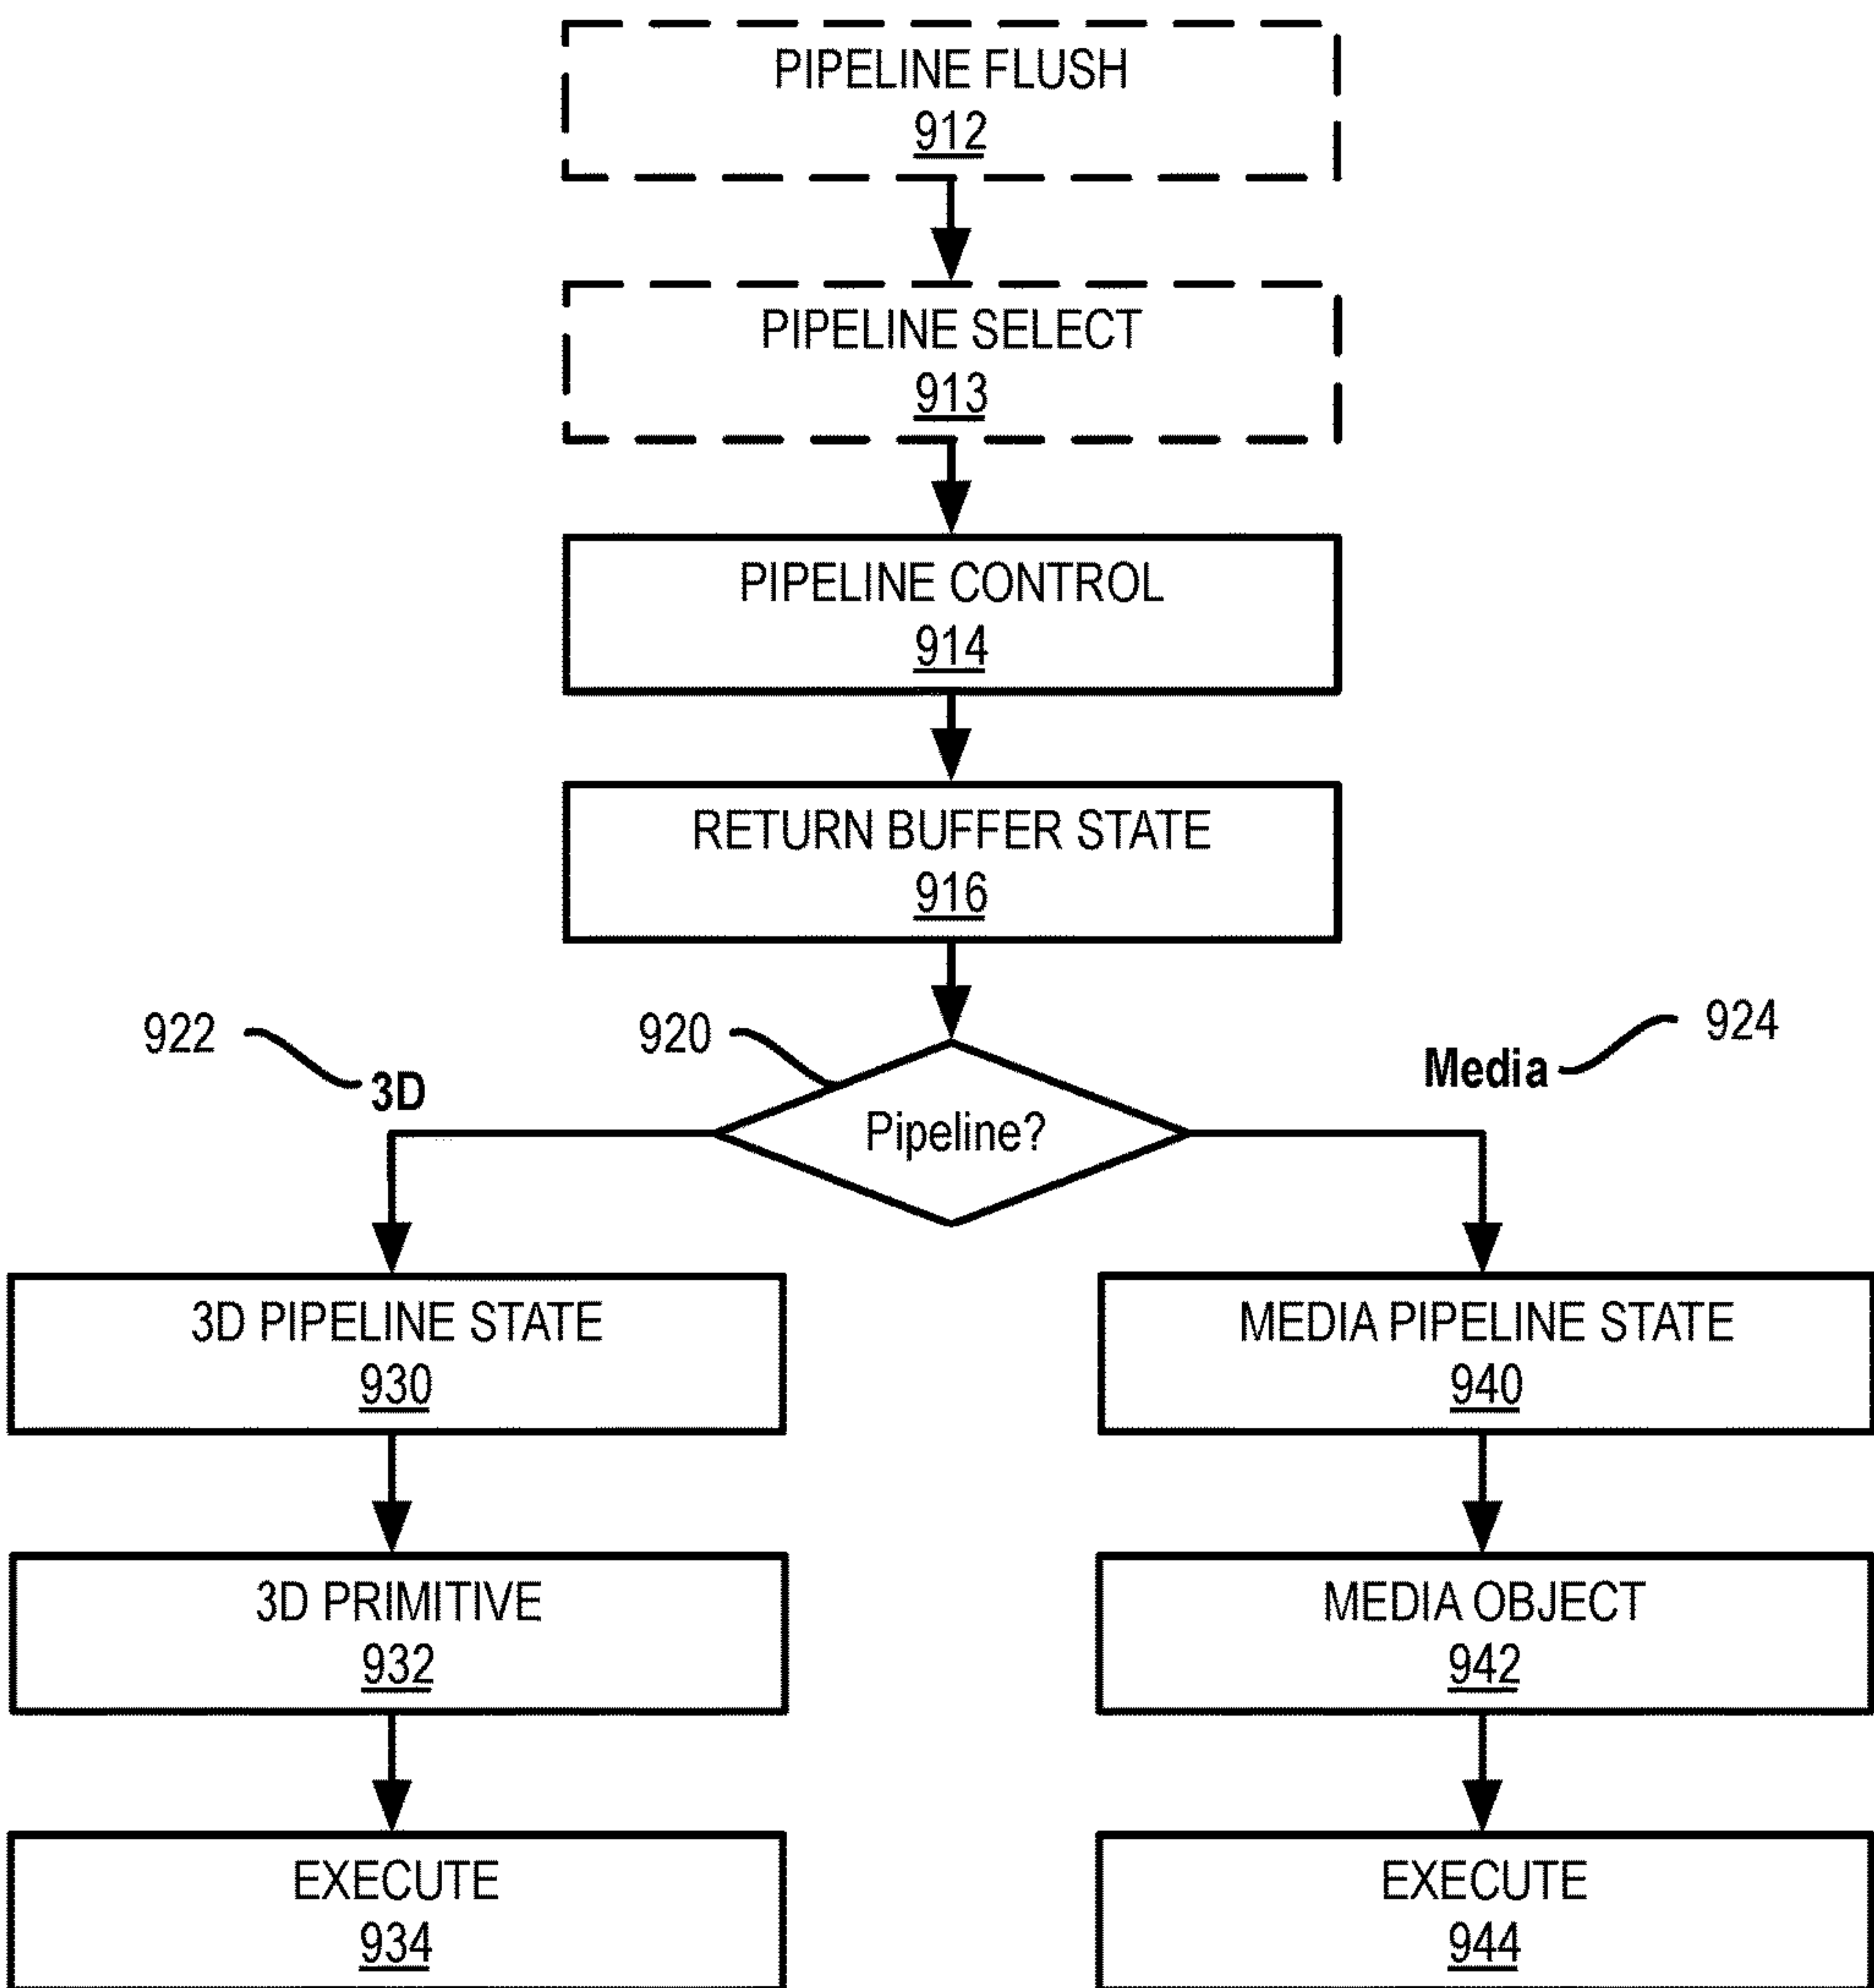 PIPELINE FLUSH
912
PIPELINE SELECT
913
PIPELINE CONTROL
914
RETURN BUFFER STATE
916
922
920
924
3D
Media
Pipeline?
3D PIPELINE STATE
930
MEDIA PIPELINE STATE
940
3D PRIMITIVE
932
MEDIA OBJECT
942
EXECUTE
934
EXECUTE
944